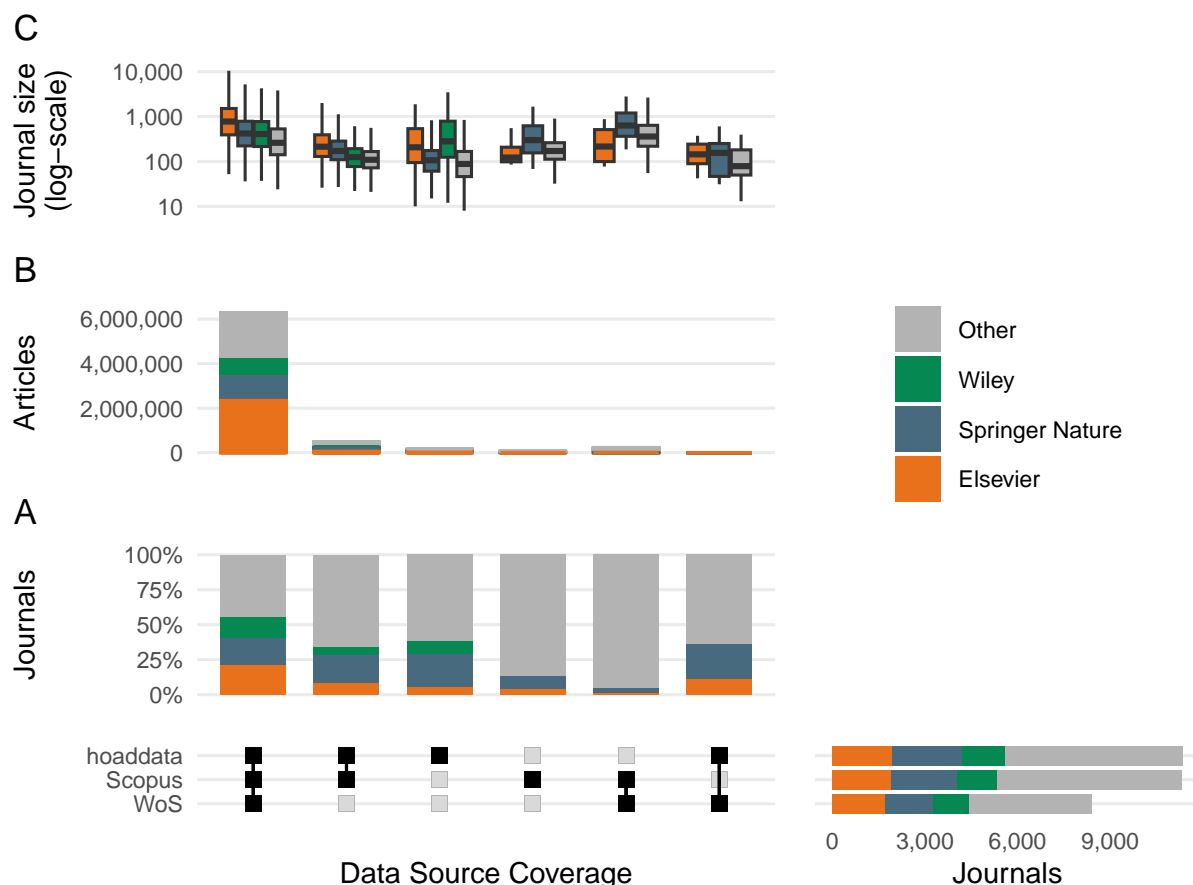 C
Journal size
(log−scale)
10,000
1,000
100
10
B
Articles
6,000,000
4,000,000
2,000,000
0
Other
Wiley
Springer Nature
Elsevier
A
Journals
100%
75%
50%
25%
0%
hoaddata
Scopus
WoS
Data Source Coverage
0
3,000
6,000
9,000
Journals